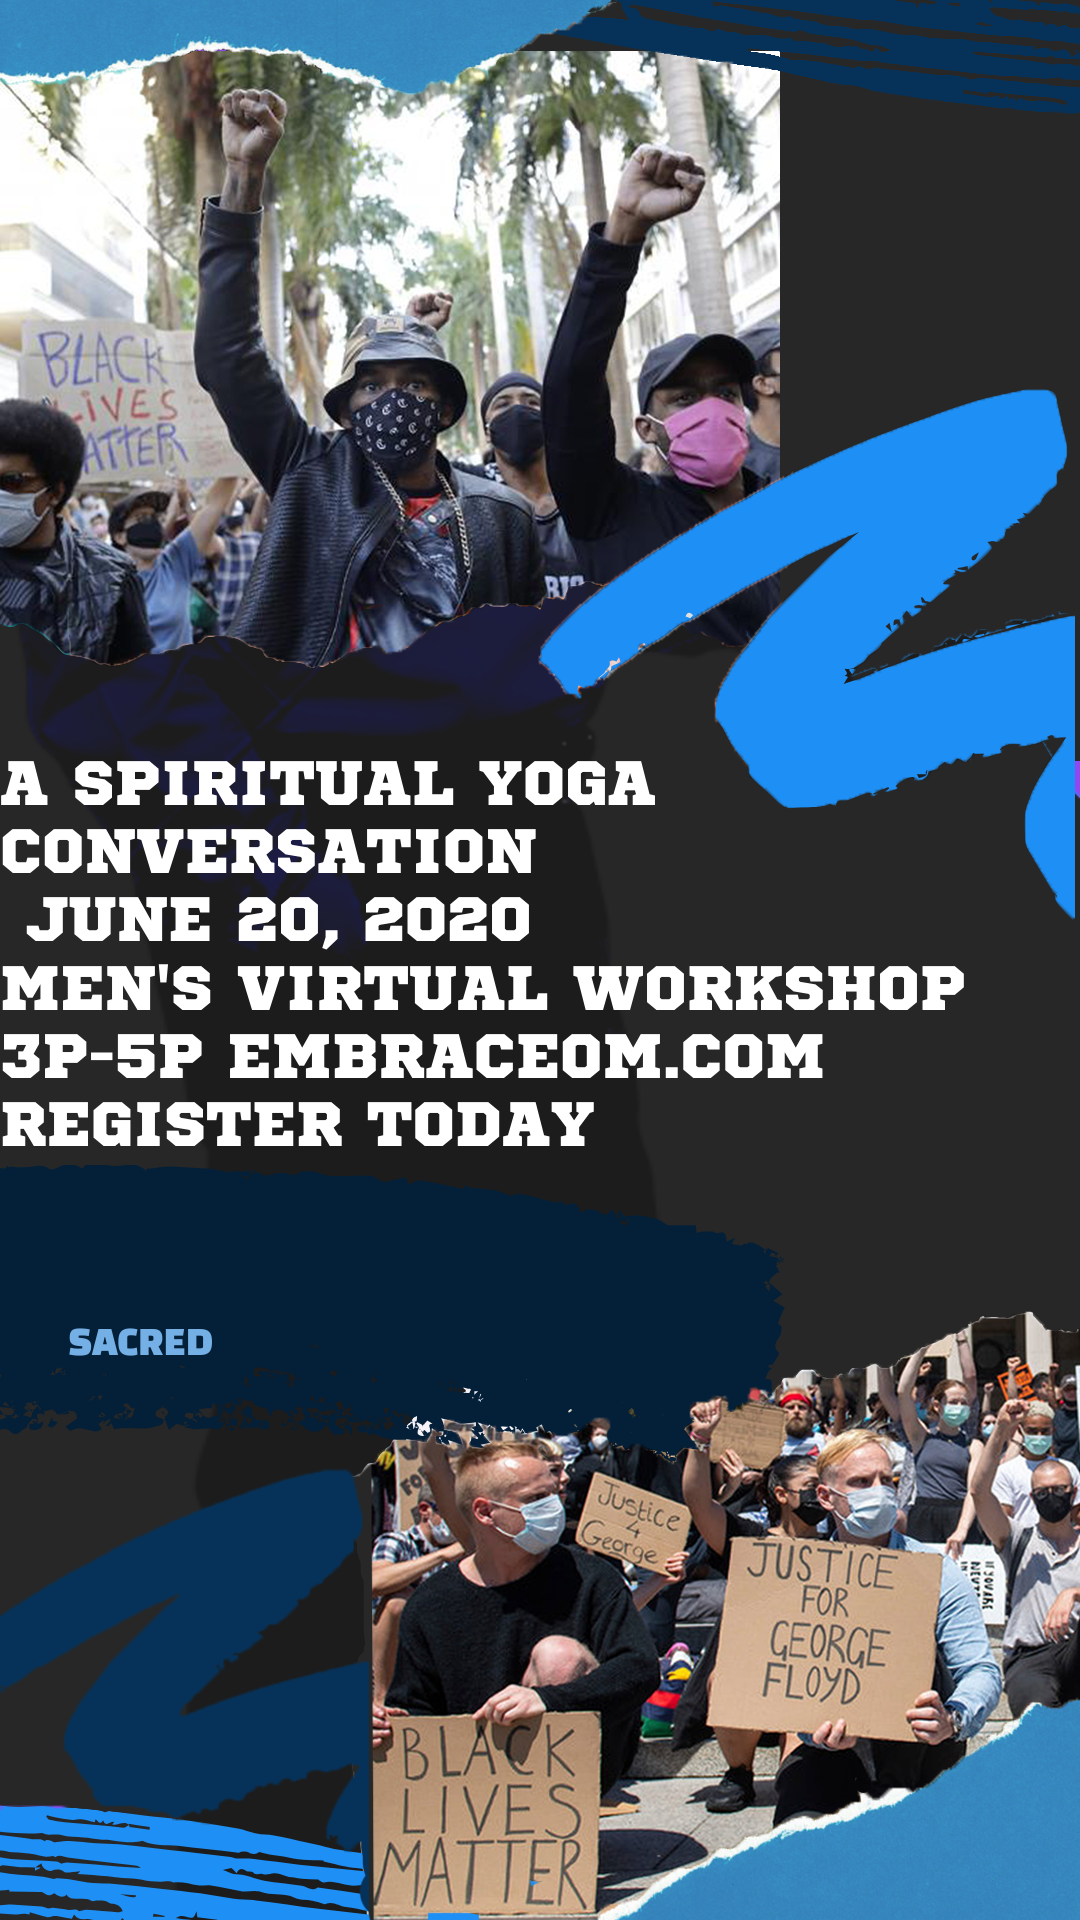 BLACK
LIVES
MATTER
A SPIRITUAL YOGA
CONVERSATION
JUNE 20, 2020
MEN'S VIRTUAL WORKSHOP
3P-5P EMBRACEOM.COM
REGISTER TODAY
SACRED
Justice
4
George
JUSTICE
FOR
GEORGE
FLOYD
BLACK
LIVES
MATTER